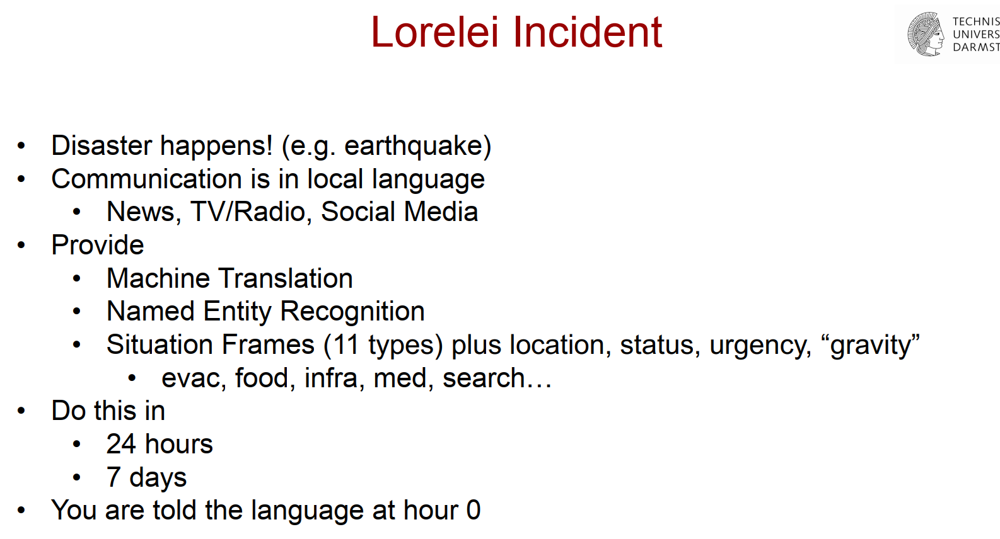 Lorelei Incident
TECHNIS
UNIVERS
DARMST
• Disaster happens! (e.g. earthquake)
• Communication is in local language
• News, TV/Radio, Social Media
• Provide
• Machine Translation
• Named Entity Recognition
• Situation Frames (11 types) plus location, status, urgency, “gravity”
• evac, food, infra, med, search…
• Do this in
• 24 hours
• 7 days
• You are told the language at hour 0